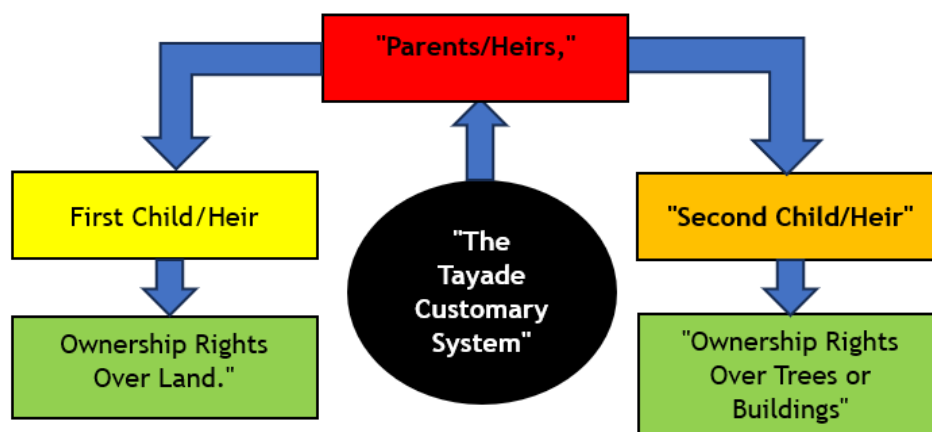 "Parents/Heirs,"
First Child/Heir
"The
Tayade
Customary
System"
"Second Child/Heir"
Ownership Rights
Over Land."
"Ownership Rights
Over Trees or
Buildings"